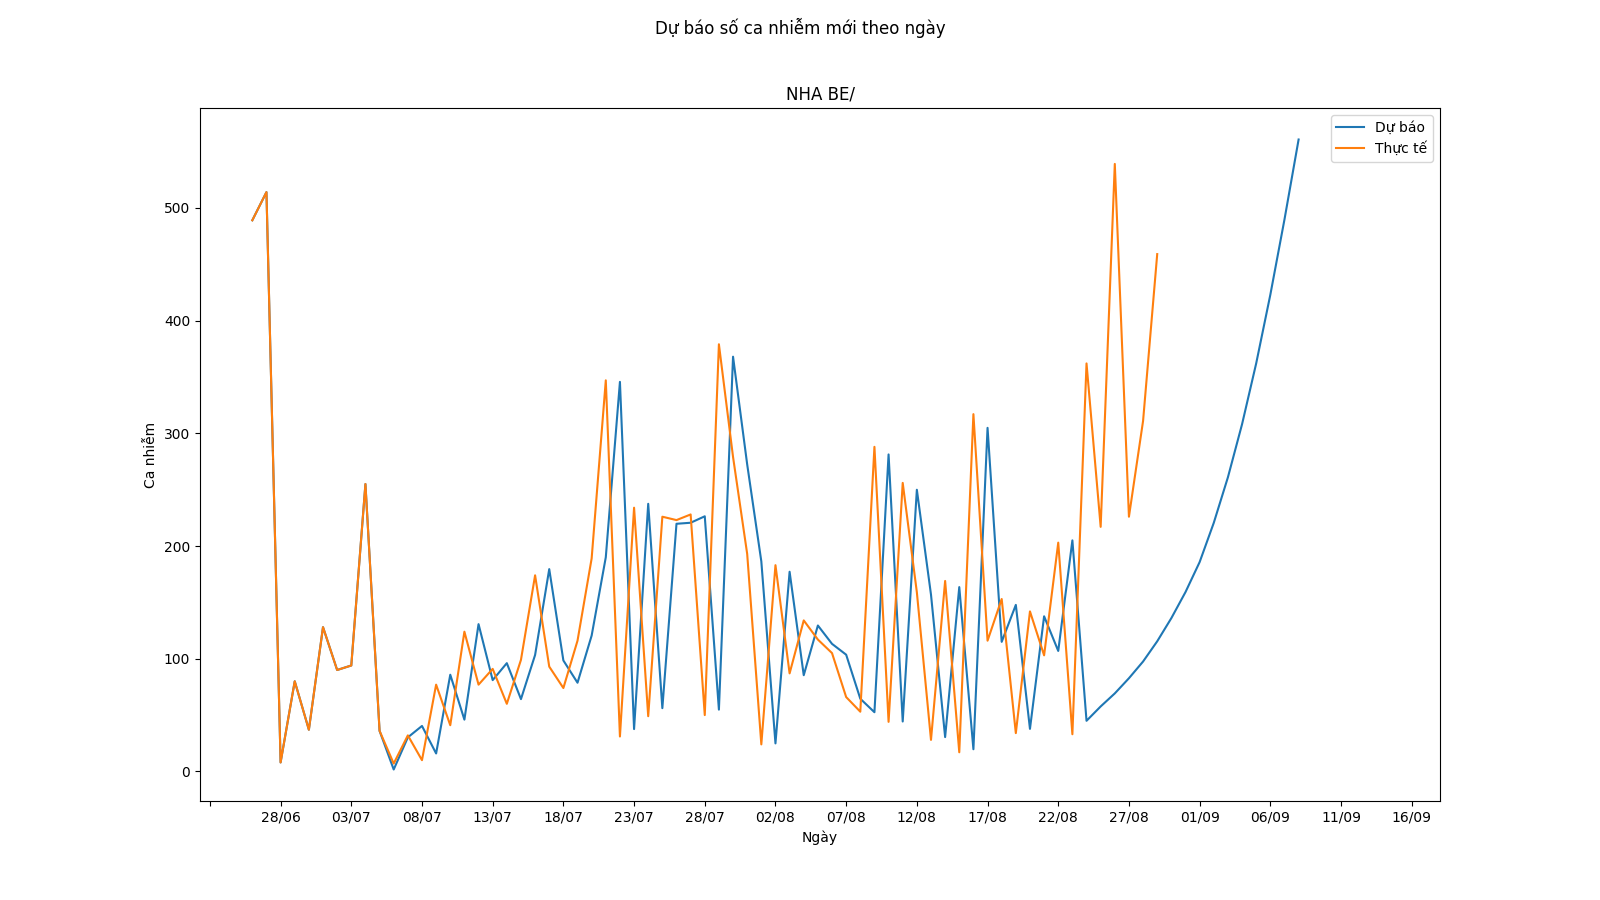 Dự báo số ca nhiễm mới theo ngày
NHA BE/
Dự báo
Thực tế
500
400
300
200
100
0
Ca nhiễm
28/06 03/07 08/07 13/07 18/07 23/07 28/07 02/08 07/08 12/08 17/08 22/08 27/08 01/09 06/09 11/09 16/09
Ngày